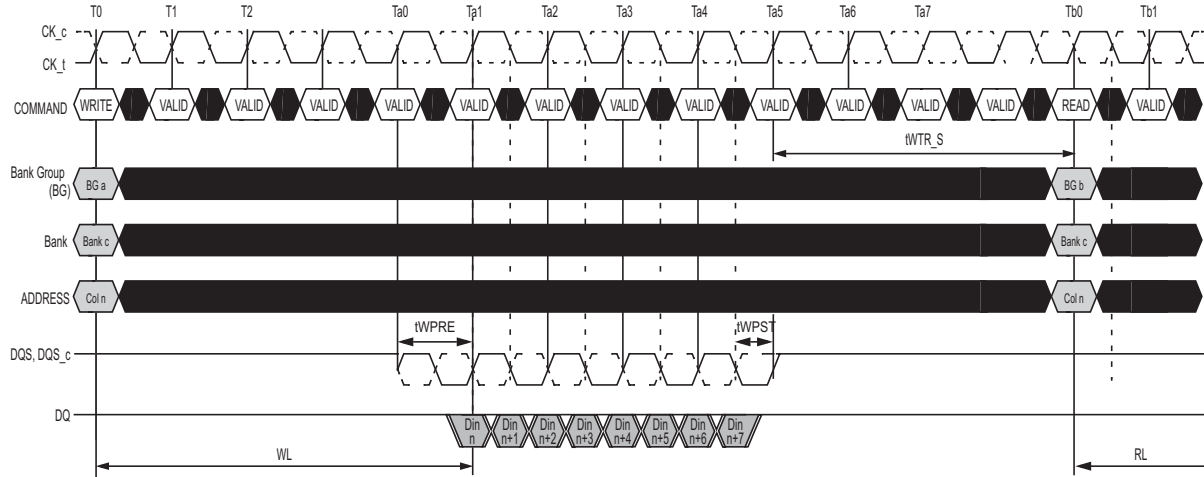 T0 T1 T2 Ta0 Ta1 Ta2 Ta3 Ta4 Ta5 Ta6 Ta7 Tb0 Tb1
CK_c
CK_t
COMMAND WRITE VALID VALID VALID VALID VALID VALID VALID VALID VALID VALID VALID VALID READ VALID
tWTR_S
Bank Group
(BG) BG a BG b
Bank Bank c Bank c
ADDRESS Col n Col n
tWPRE tWPST
DQS, DQS_c
DQ Din Din Din Din Din Din Din Din
n n+1 n+2 n+3 n+4 n+5 n+6 n+7
WL RL